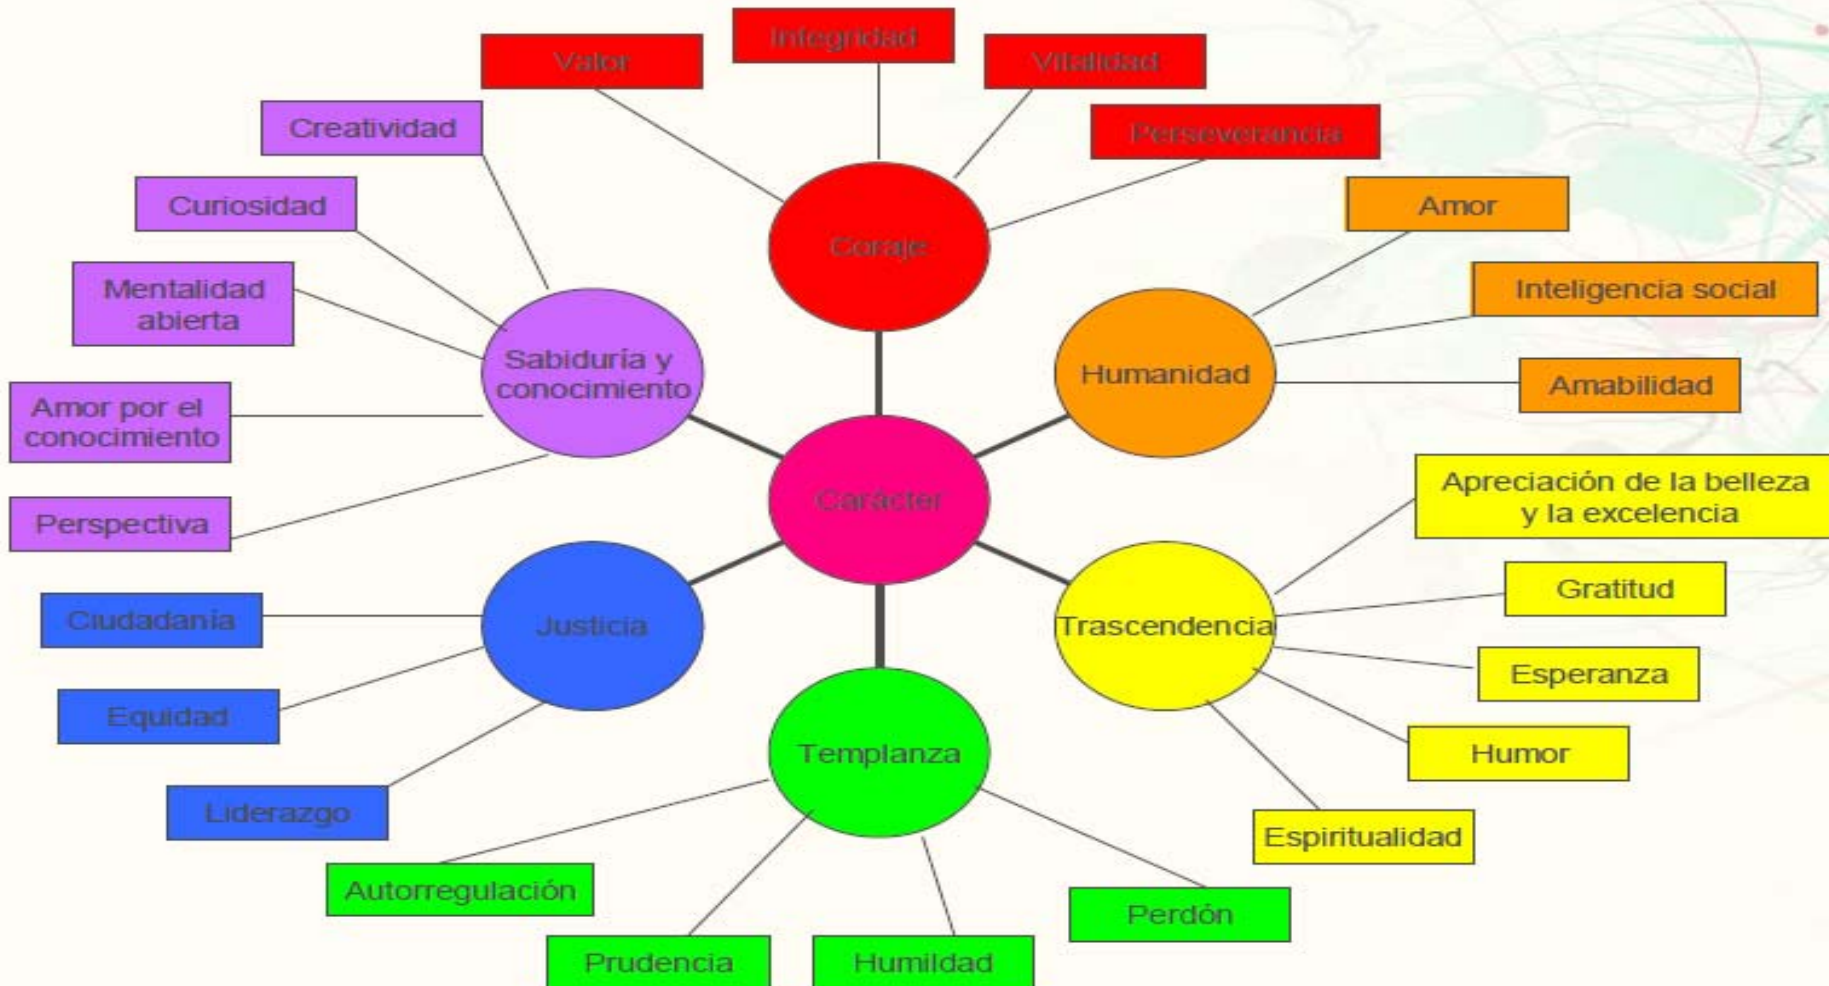 Integridad
Valor
Vitalidad
Creatividad
Perseverancia
Curiosidad
Amor
Coraje
Mentalidad
abierta
Inteligencia social
Sabiduría y
conocimiento
Humanidad
Amabilidad
Amor por el
conocimiento
Carácter
Apreciación de la belleza
y la excelencia
Perspectiva
Gratitud
Ciudadanía
Justicia
Trascendencia
Esperanza
Equidad
Templanza
Humor
Liderazgo
Espiritualidad
Autorregulación
Perdón
Prudencia
Humildad